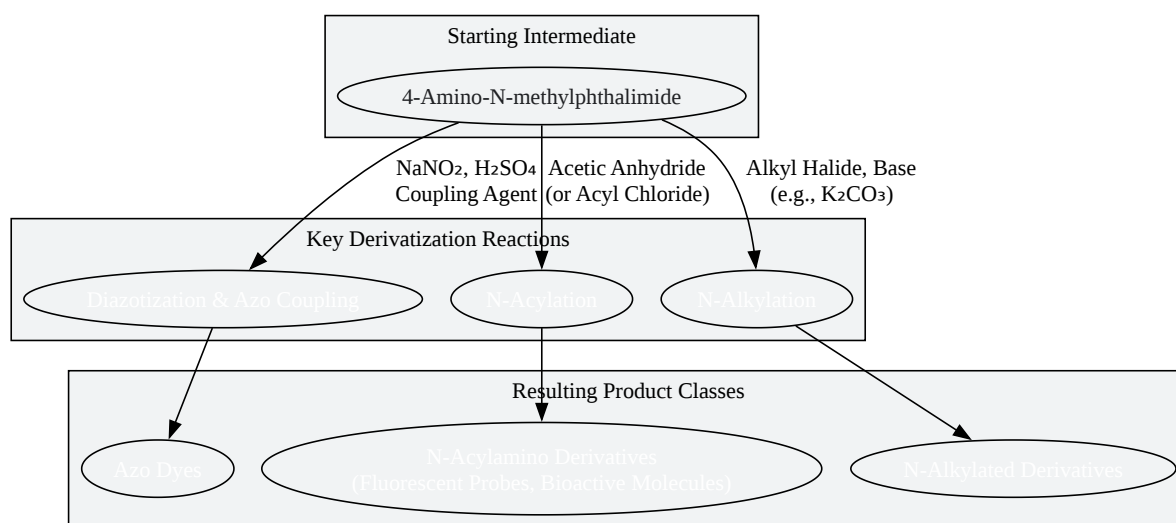 Starting Intermediate
4-Amino-N-methylphthalimide
NaNO₂, H₂SO₄
Coupling Agent
Acetic Anhydride
(or Acyl Chloride)
Alkyl Halide, Base
(e.g., K₂CO₃)
Key Derivatization Reactions
Diazotization & Azo Coupling
N-Acylation
N-Alkylation
Resulting Product Classes
Azo Dyes
N-Acylamino Derivatives
(Fluorescent Probes, Bioactive Molecules)
N-Alkylated Derivatives